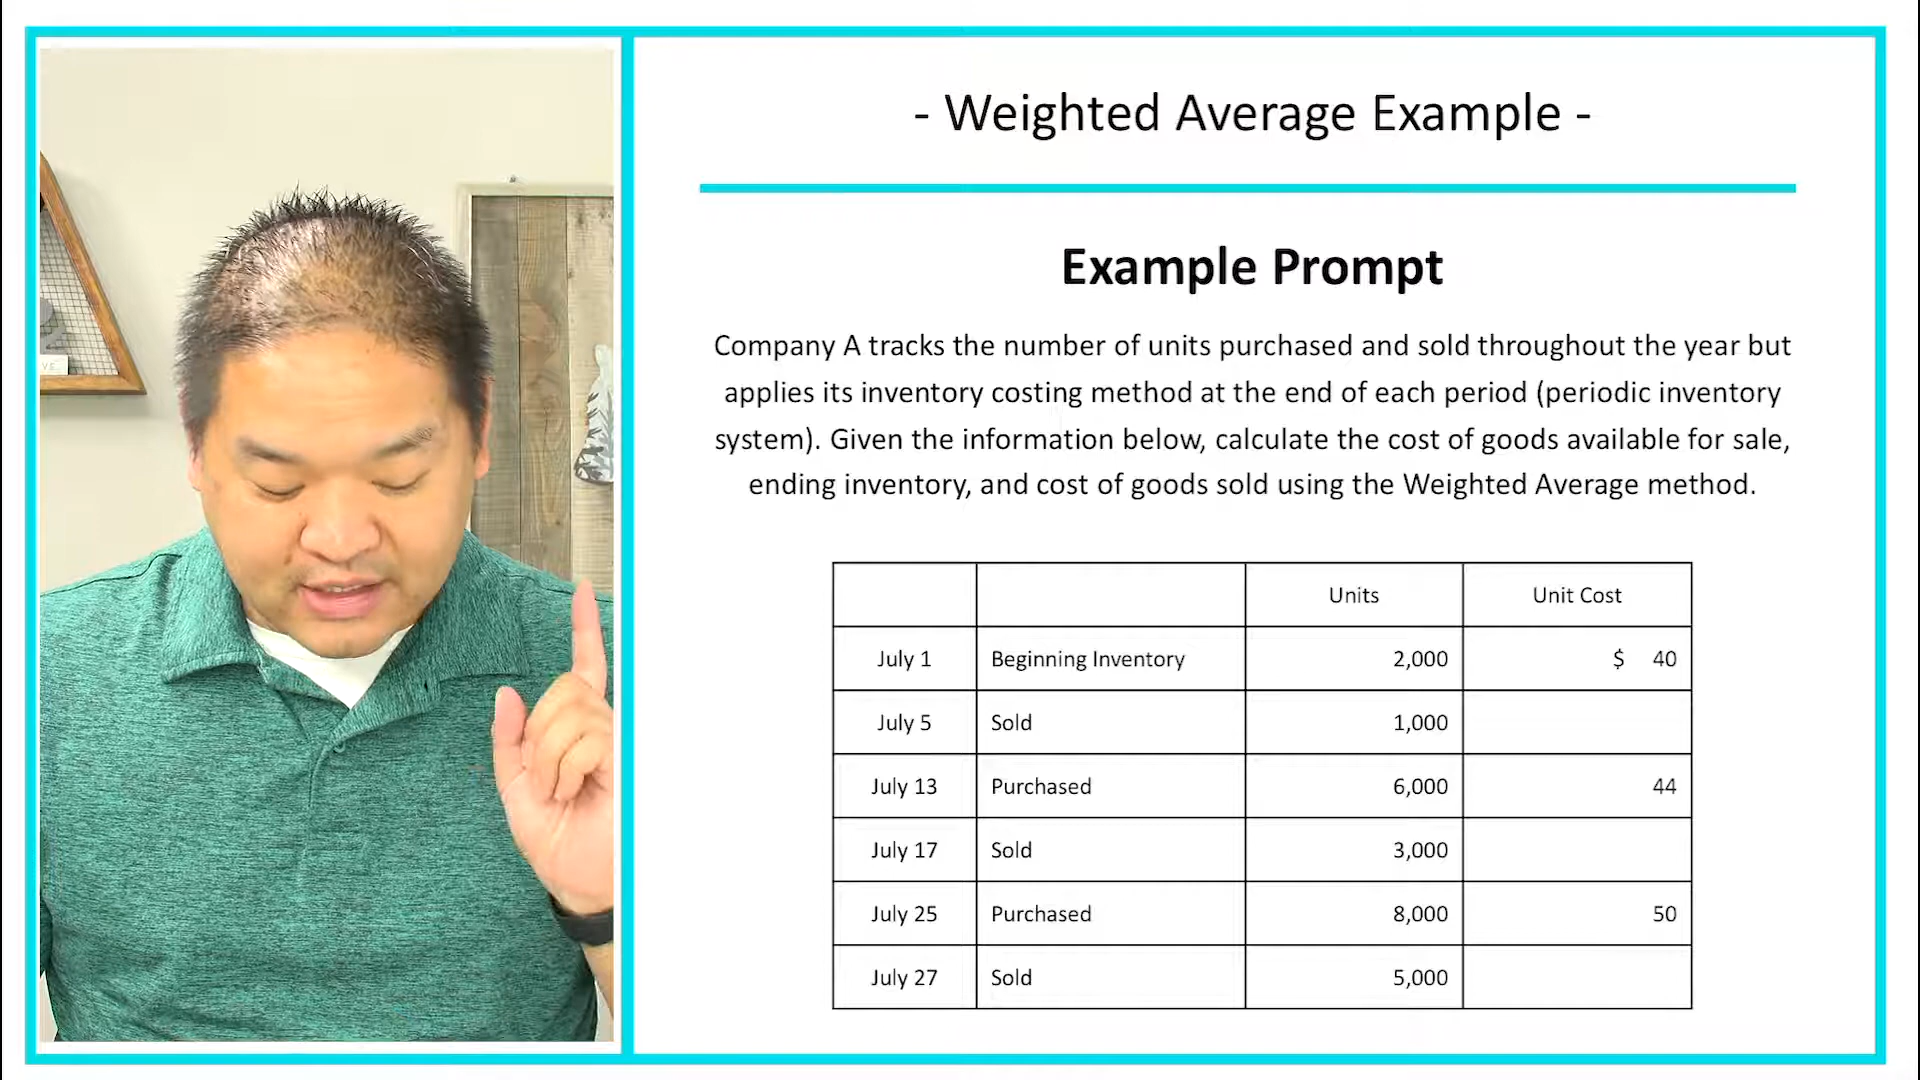 - Weighted Average Example -
Example Prompt
Company A tracks the number of units purchased and sold throughout the year but
applies its inventory costing method at the end of each period (periodic inventory
system). Given the information below, calculate the cost of goods available for sale,
ending inventory, and cost of goods sold using the Weighted Average method.
Units Unit Cost
July 1 Beginning Inventory 2,000 $ 40
July 5 Sold 1,000
July 13 Purchased 6,000 44
July 17 Sold 3,000
July 25 Purchased 8,000 50
July 27 Sold 5,000